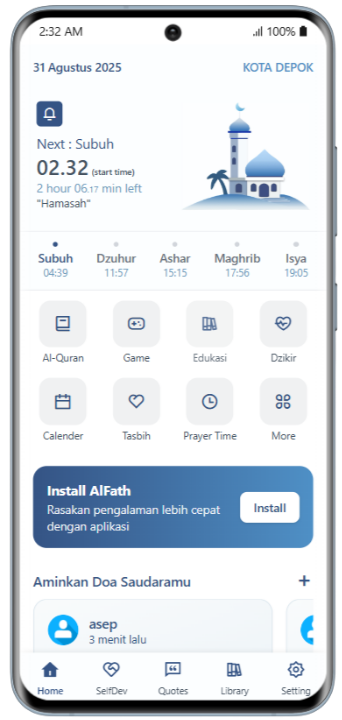 2:32 AM
100%
31 Agustus 2025
KOTA DEPOK
Next : Subuh
02.32 (start time)
2 hour 06.17 min left
"Hamasah"
Subuh Dzuhur Ashar Maghrib Isya
04:39 11:57 15:15 17:56 19:05
Al-Quran Game Edukasi Dzikir
Calender Tasbih Prayer Time More
Install AlFath
Rasakan pengalaman lebih cepat
dengan aplikasi
Install
Aminkan Doa Saudaramu +
asep
3 menit lalu
Home SelfDev Quotes Library Setting